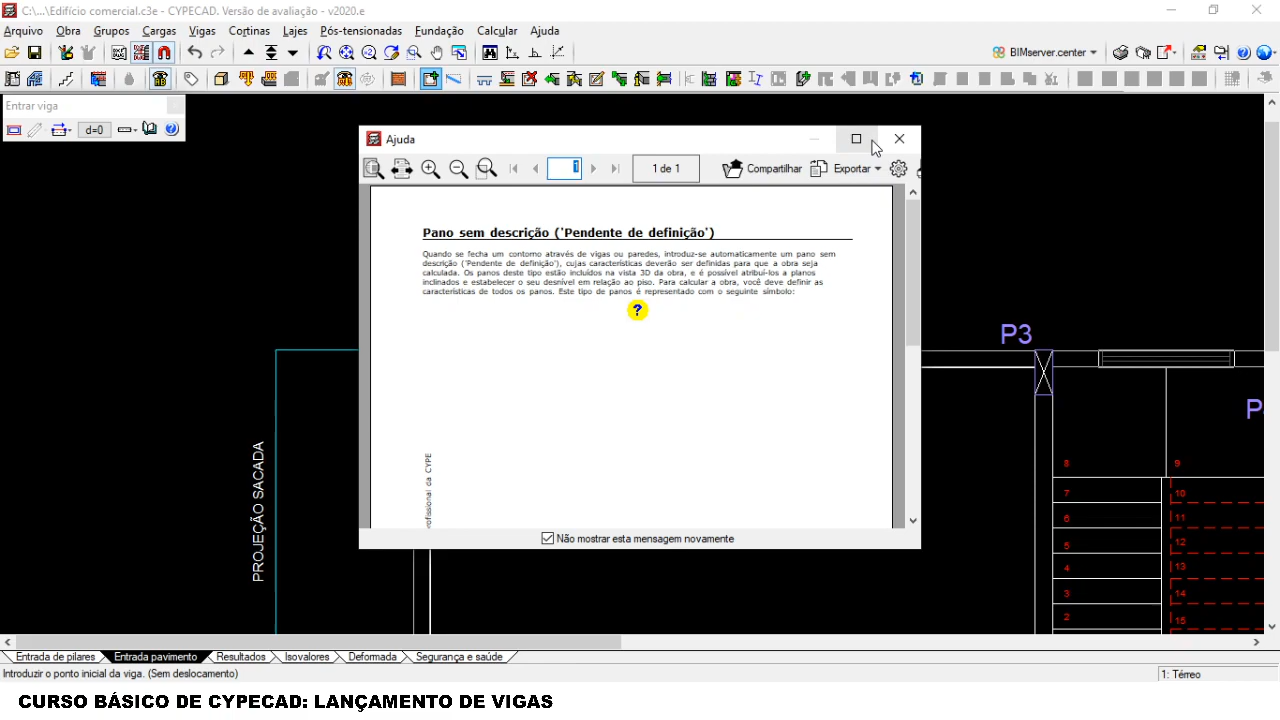 C:\...\Edifício comercial.c3e - CYPECAD. Versão de avaliação - v2020.e
Arquivo Obra Grupos Cargas Vigas Cortinas Lajes Pós-tensionadas Fundação Calcular Ajuda
BIMserver.center
Entrar viga
d=0
Ajuda
1 1 de 1 Compartilhar Exportar
Pano sem descrição ('Pendente de definição')
Quando se fecha um contorno através de vigas ou paredes, introduz-se automaticamente um pano sem
descrição ('Pendente de definição'), cujas características deverão ser definidas para que a obra seja
calculada. Os panos deste tipo estão incluídos na vista 3D da obra, e é possível atribuí-los a planos
inclinados e estabelecer o seu desnível em relação ao piso. Para calcular a obra, você deve definir as
características de todos os panos. Este tipo de panos é representado com o seguinte símbolo:
?
ofissional da CYPE
Não mostrar esta mensagem novamente
PROJEÇÃO SACADA
P3
P
8 9
7 10
6 11
5 12
4 13
3 14
2 15
Entrada de pilares Entrada pavimento Resultados Isovalores Deformada Segurança e saúde
Introduzir o ponto inicial da viga. (Sem deslocamento) 1: Térreo
CURSO BÁSICO DE CYPECAD: LANÇAMENTO DE VIGAS